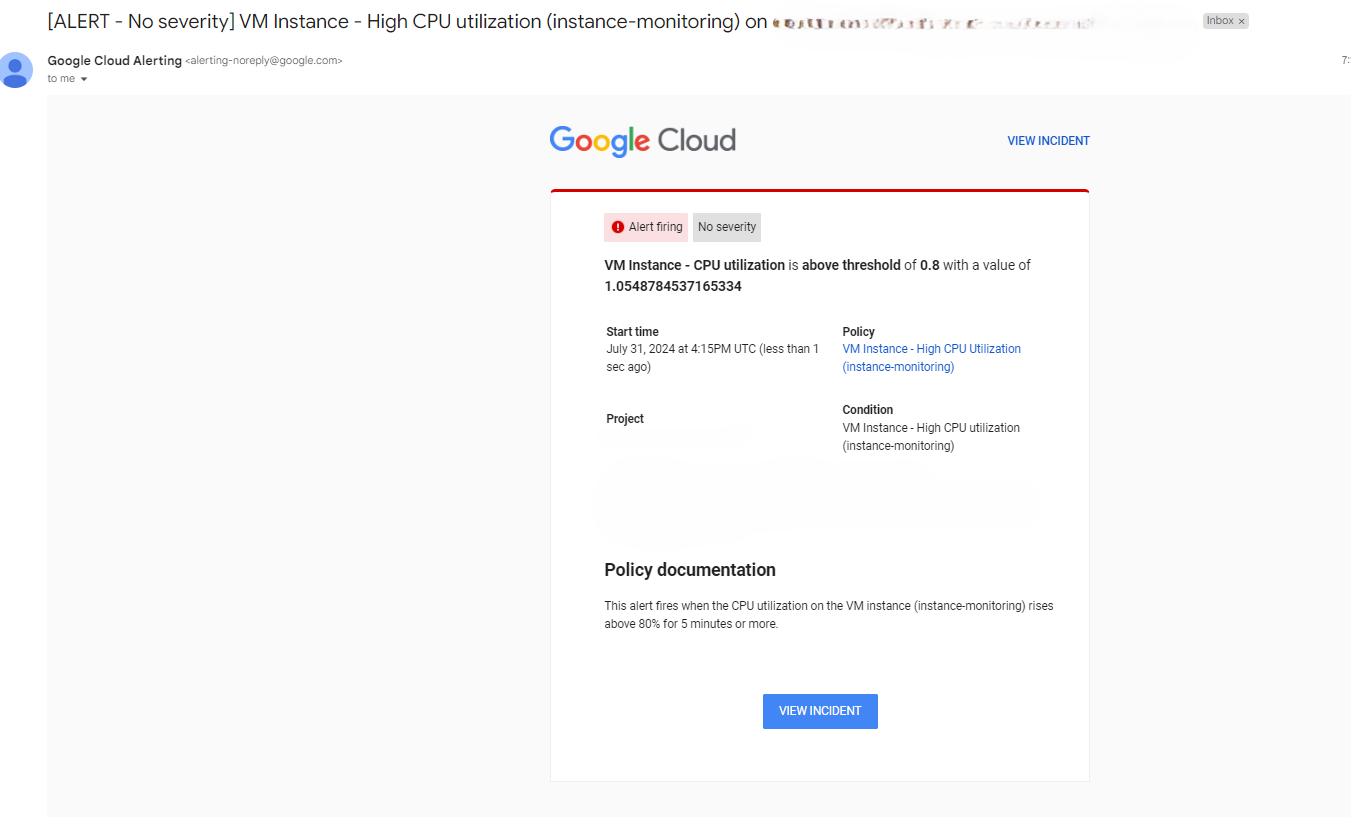 [ALERT - No severity] VM Instance - High CPU utilization (instance-monitoring) on
Inbox ×
Google Cloud Alerting <alerting-noreply@google.com>
7:
to me
Google Cloud
VIEW INCIDENT
Alert firing No severity
VM Instance - CPU utilization is above threshold of 0.8 with a value of
1.0548784537165334
Start time
July 31, 2024 at 4:15PM UTC (less than 1
sec ago)
Policy
VM Instance - High CPU Utilization
(instance-monitoring)
Project
Condition
VM Instance - High CPU utilization
(instance-monitoring)
Policy documentation
This alert fires when the CPU utilization on the VM instance (instance-monitoring) rises
above 80% for 5 minutes or more.
VIEW INCIDENT